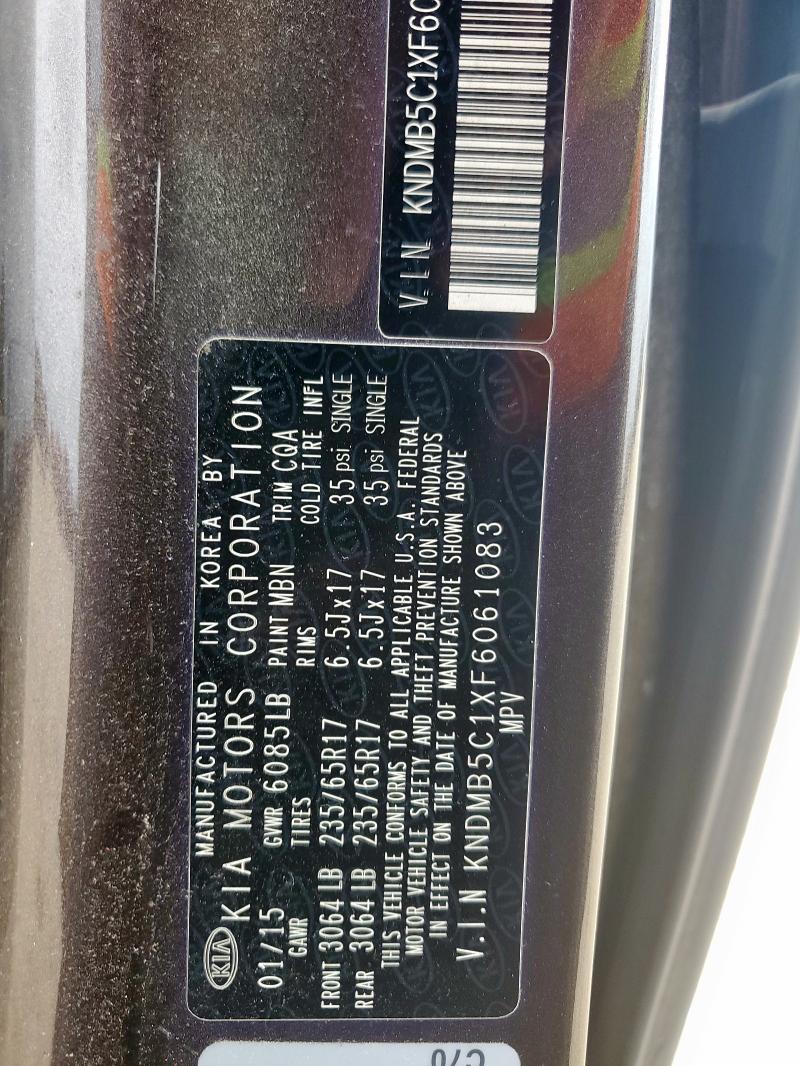 V.I.N KNDMB5C1XF60
KIA
MANUFACTURED IN KOREA BY
KIA MOTORS CORPORATION
01/15 GVWR 6085LB PAINT MBN TRIM CQA
GAWR TIRES RIMS COLD TIRE INFL
FRONT 3064 LB 235/65R17 6.5Jx17 35 psi SINGLE
REAR 3064 LB 235/65R17 6.5Jx17 35 psi SINGLE
THIS VEHICLE CONFORMS TO ALL APPLICABLE U.S.A. FEDERAL
MOTOR VEHICLE SAFETY AND THEFT PREVENTION STANDARDS
IN EFFECT ON THE DATE OF MANUFACTURE SHOWN ABOVE
V.I.N KNDMB5C1XF6061083
MPV